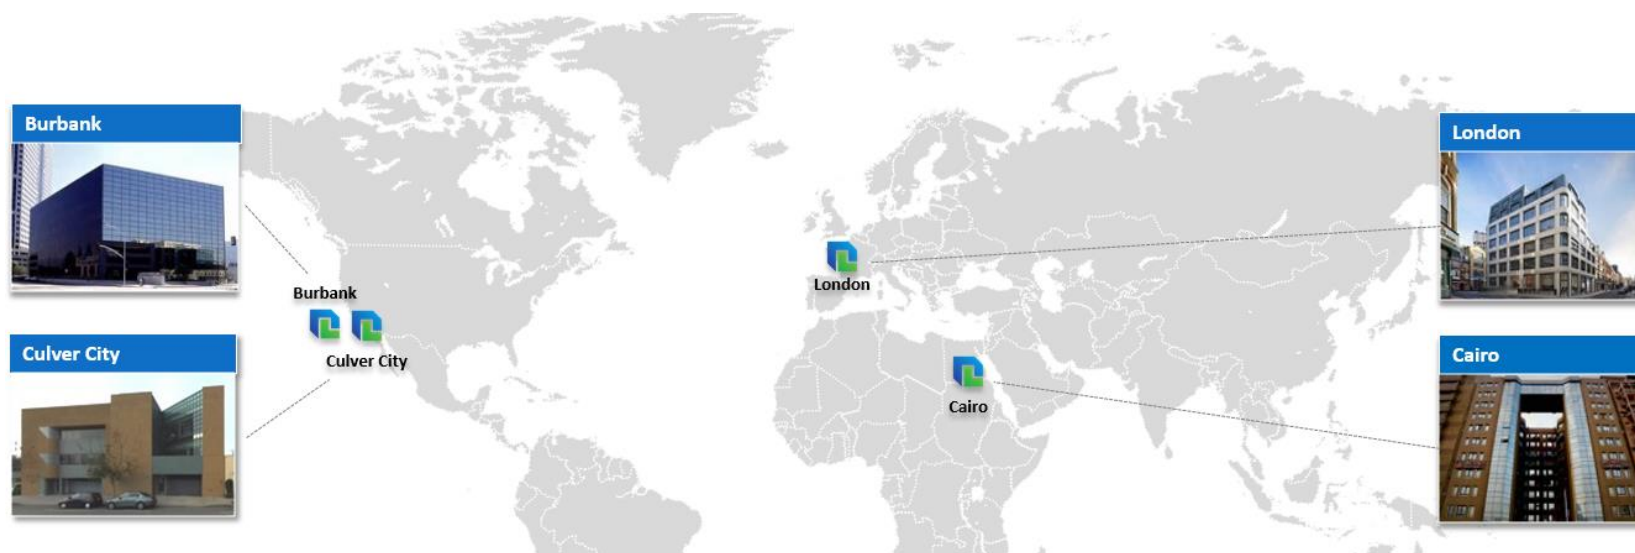 Burbank
London
London
Burbank
Culver City
Culver City
Cairo
Cairo